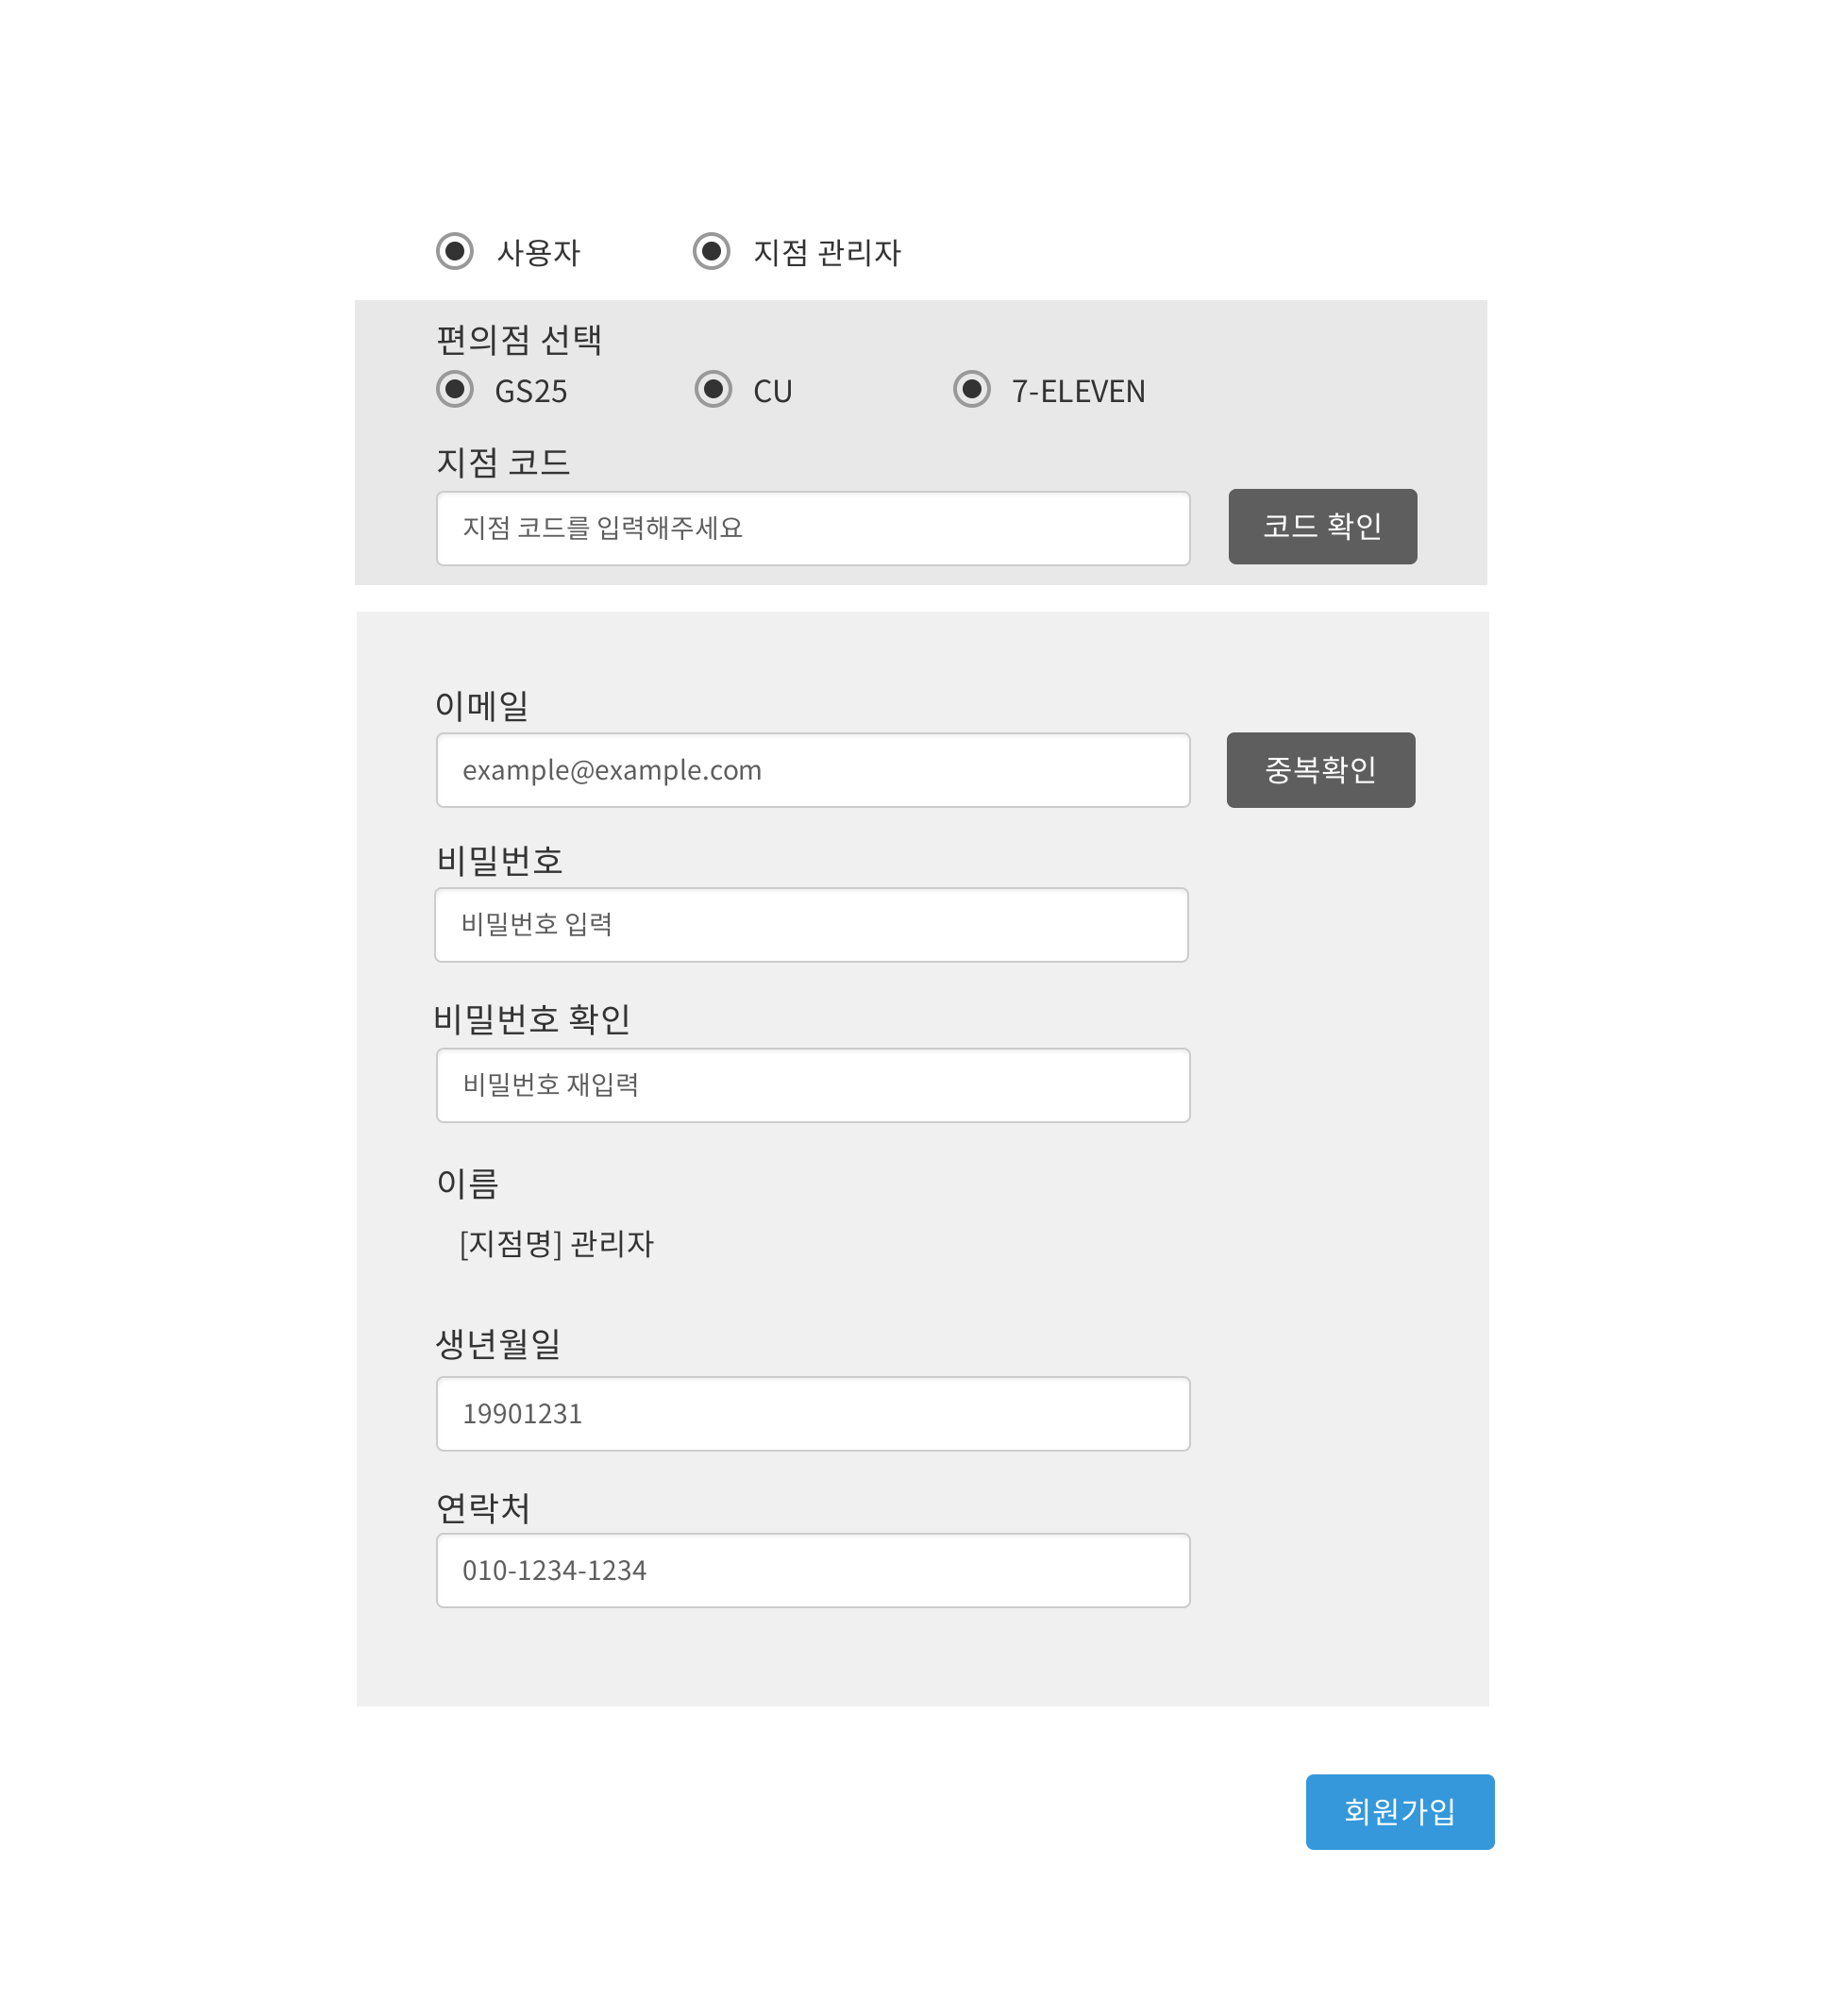 사용자 지점 관리자
편의점 선택
GS25 CU 7-ELEVEN
지점 코드
지점 코드를 입력해주세요 코드 확인
이메일
example@example.com 중복확인
비밀번호
비밀번호 입력
비밀번호 확인
비밀번호 재입력
이름
[지점명] 관리자
생년월일
19901231
연락처
010-1234-1234
회원가입